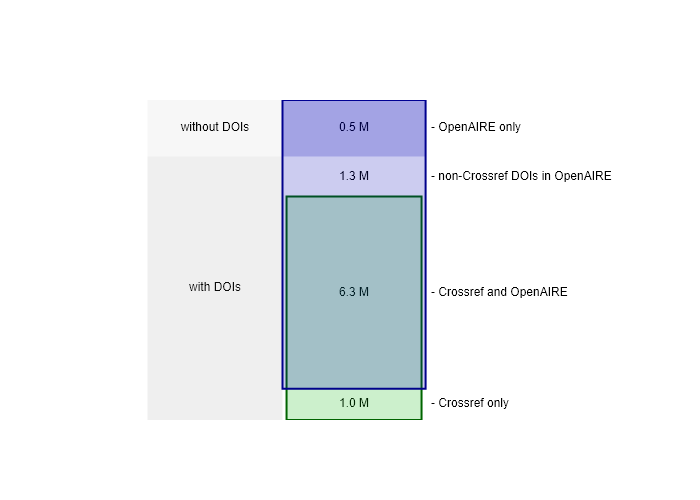 without DOIs 0.5 M - OpenAIRE only
1.3 M - non-Crossref DOIs in OpenAIRE
with DOIs 6.3 M - Crossref and OpenAIRE
1.0 M - Crossref only